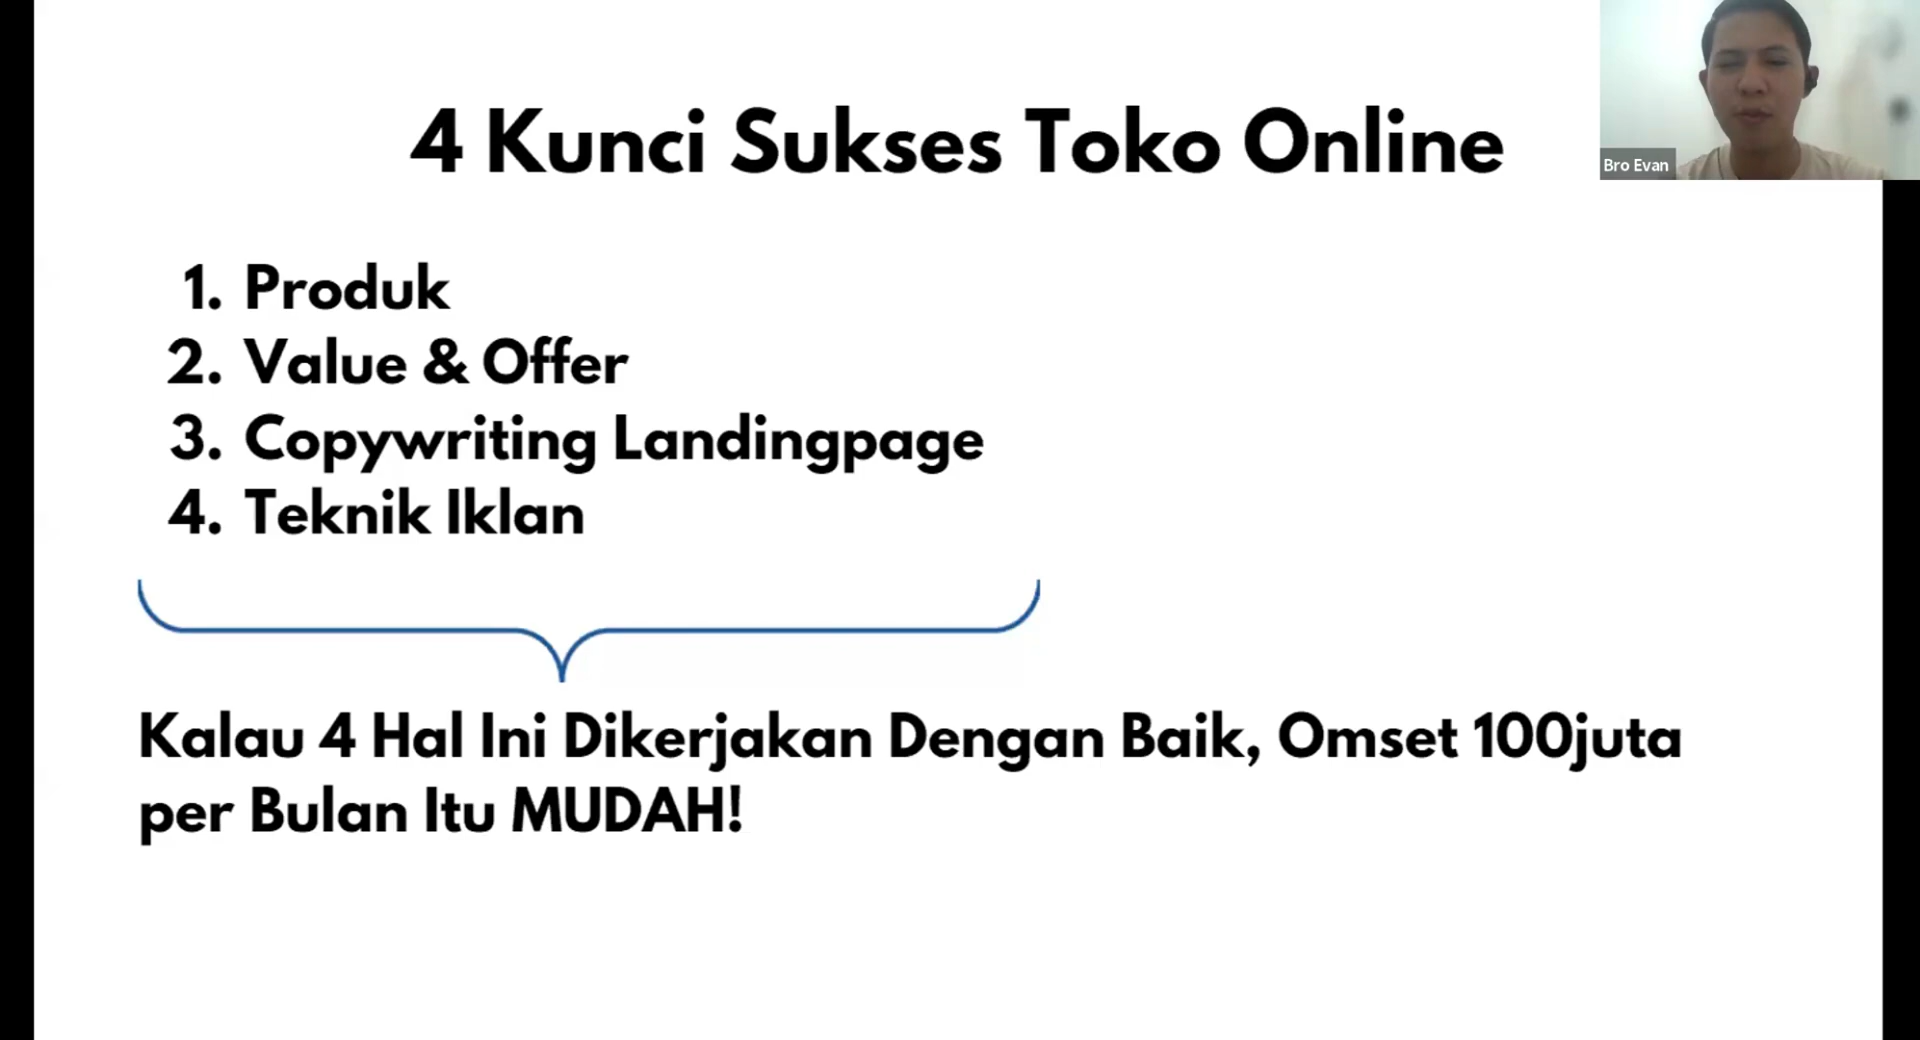 4 Kunci Sukses Toko Online
Bro Evan
1. Produk
2. Value & Offer
3. Copywriting Landingpage
4. Teknik Iklan
Kalau 4 Hal Ini Dikerjakan Dengan Baik, Omset 100juta
per Bulan Itu MUDAH!